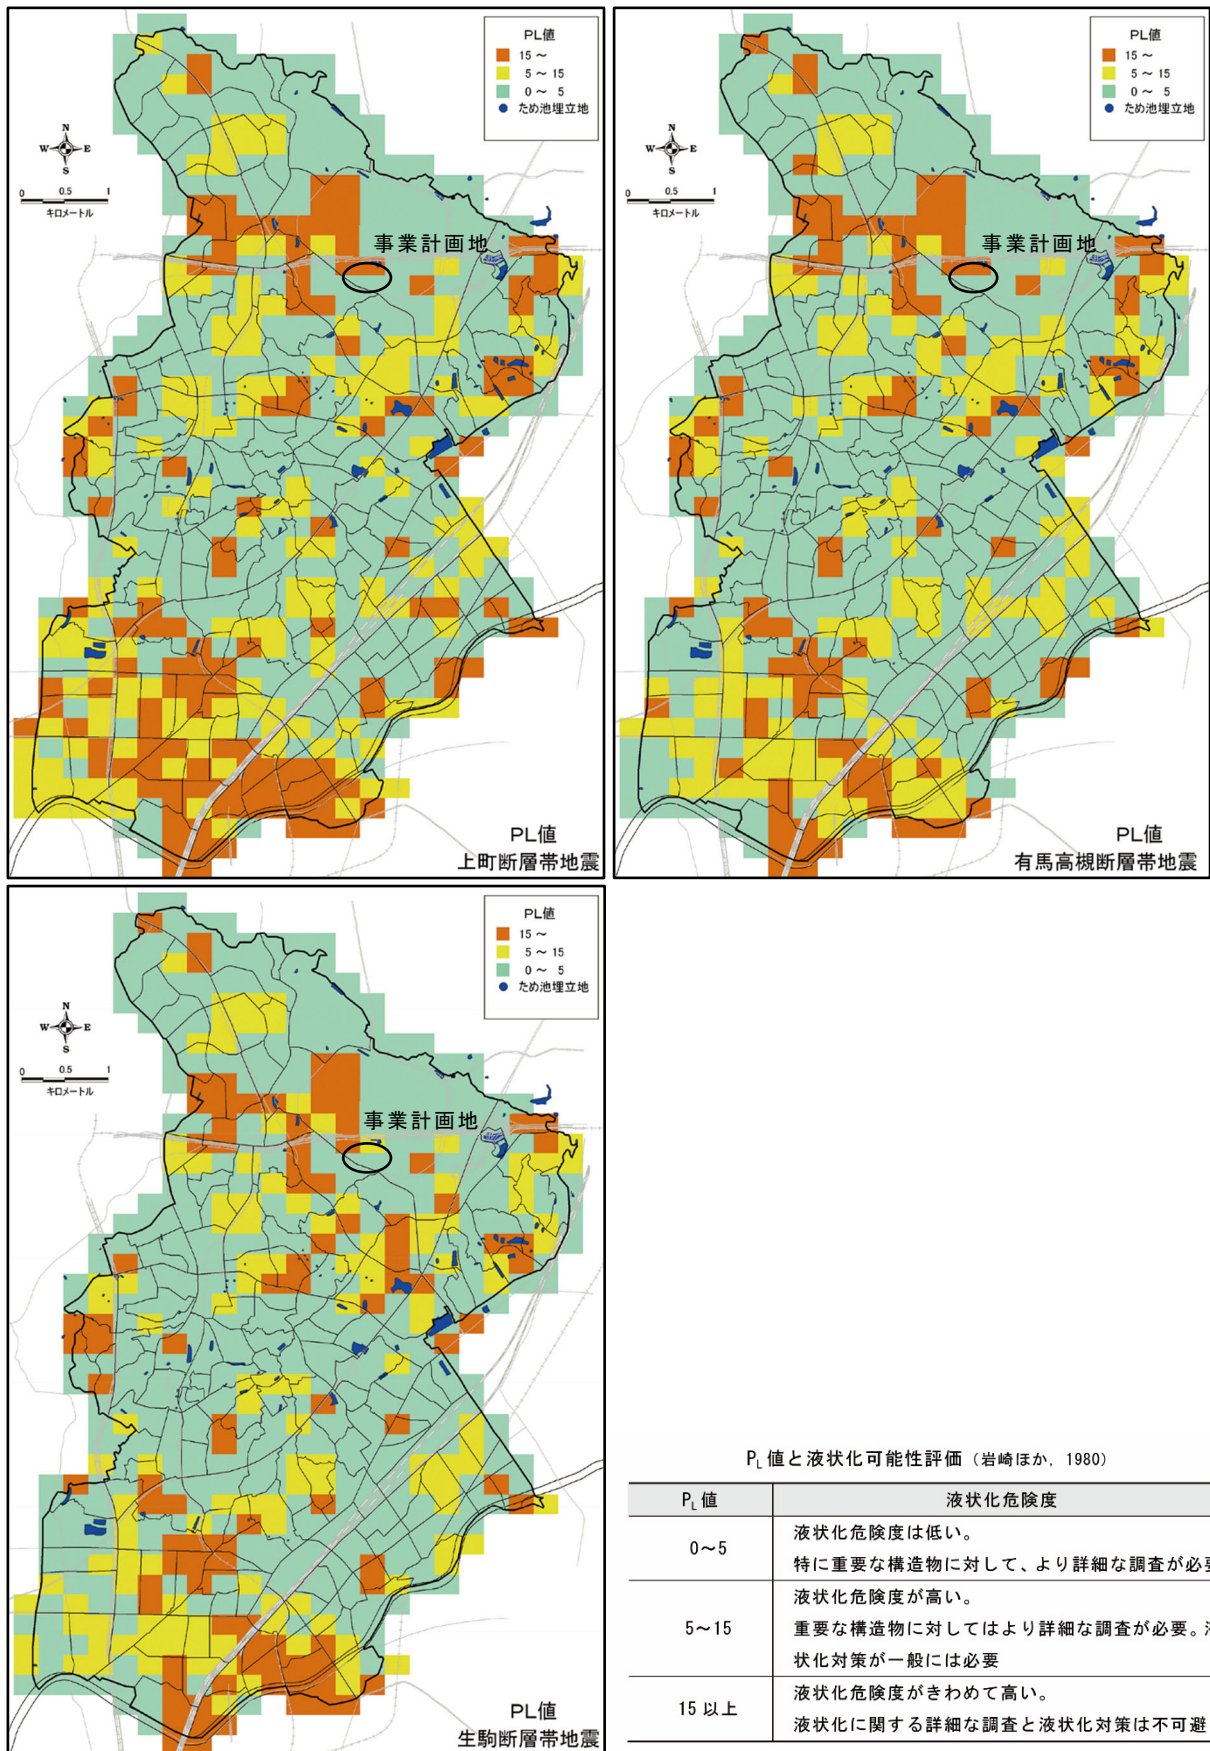 PL値
15 ～
5 ～ 15
0 ～ 5
ため池埋立地
N
W E
S
0 0.5 1
キロメートル
事業計画地
PL値
上町断層帯地震
PL値
15 ～
5 ～ 15
0 ～ 5
ため池埋立地
N
W E
S
0 0.5 1
キロメートル
事業計画地
PL値
有馬高槻断層帯地震
PL値
15 ～
5 ～ 15
0 ～ 5
ため池埋立地
N
W E
S
0 0.5 1
キロメートル
事業計画地
PL値
生駒断層帯地震
PL値と液状化可能性評価（岩崎ほか, 1980）
PL値 液状化危険度
0～5
液状化危険度は低い。
特に重要な構造物に対して、より詳細な調査が必
5～15
液状化危険度が高い。
重要な構造物に対してはより詳細な調査が必要。
状化対策が一般には必要
15 以上
液状化危険度がきわめて高い。
液状化に関する詳細な調査と液状化対策は不可避